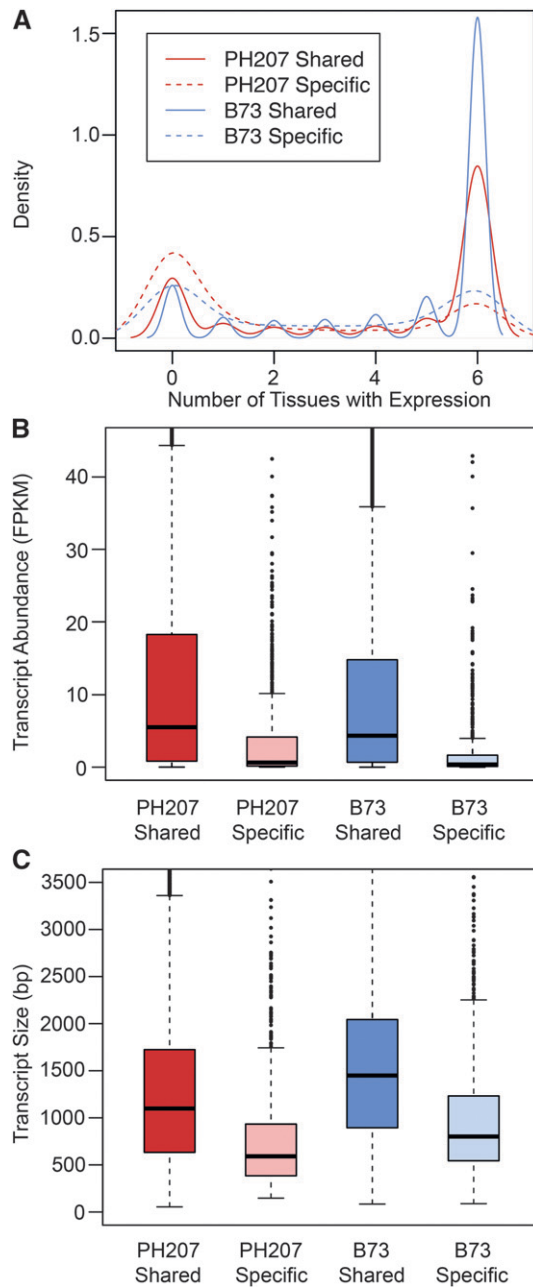 A
PH207 Shared
PH207 Specific
B73 Shared
B73 Specific
Density
1.5
1.0
0.5
0.0
0 2 4 6
Number of Tissues with Expression
B
Transcript Abundance (FPKM)
40
30
20
10
0
PH207 PH207 B73 B73
Shared Specific Shared Specific
C
Transcript Size (bp)
3500
3000
2500
2000
1500
1000
500
0
PH207 PH207 B73 B73
Shared Specific Shared Specific